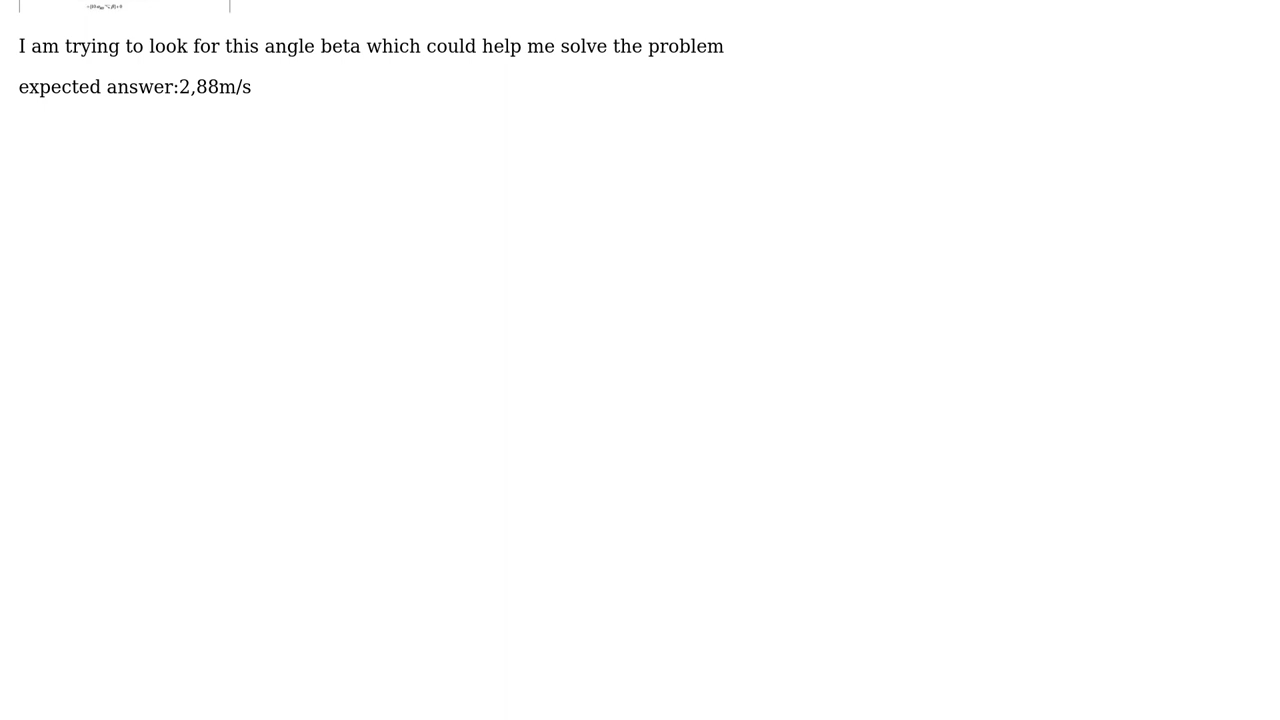 I am trying to look for this angle beta which could help me solve the problem
expected answer:2,88m/s